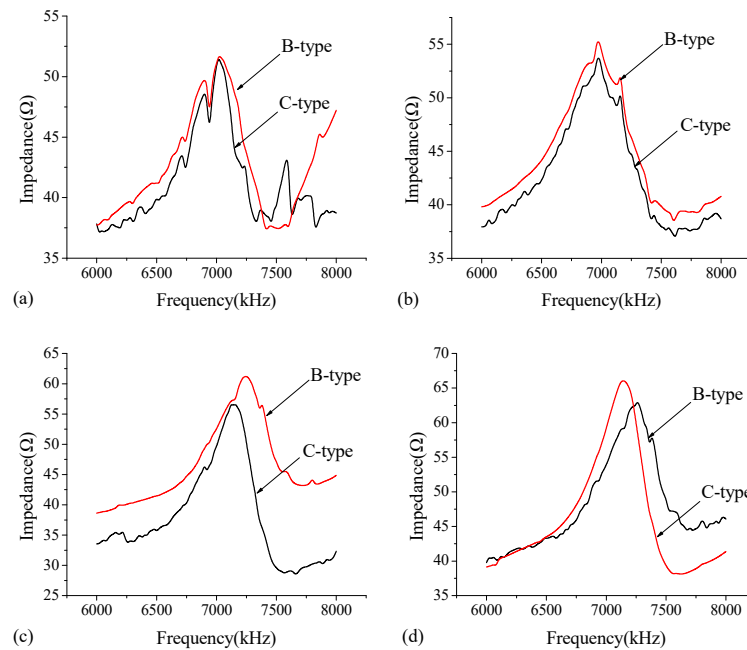 55
50
45
40
35
Impedance(Ω)
B-type
C-type
6000 6500 7000 7500 8000
(a) Frequency(kHz)
55
50
45
40
35
Impedance(Ω)
B-type
C-type
6000 6500 7000 7500 8000
(b) Frequency(kHz)
65
60
55
50
45
40
35
30
25
Impedance(Ω)
B-type
C-type
6000 6500 7000 7500 8000
(c) Frequency(kHz)
70
65
60
55
50
45
40
35
Impedance(Ω)
B-type
C-type
6000 6500 7000 7500 8000
Frequency(kHz)
(d)